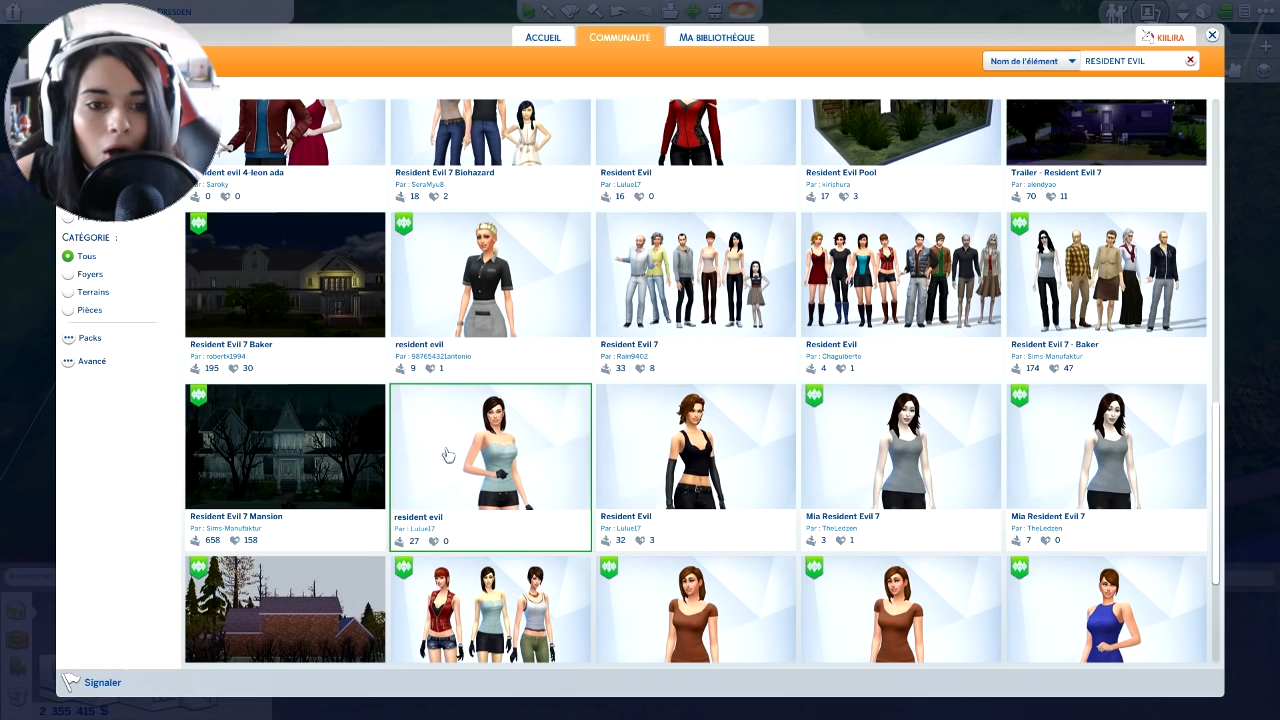 DRESDEN
ACCUEIL
COMMUNAUTÉ
MA BIBLIOTHÈQUE
KIILIRA
Nom de l'élément
RESIDENT EVIL
CATÉGORIE :
Tous
Foyers
Terrains
Pièces
Packs
Avancé
ident evil 4-leon ada
Par : Saroky
0 0
Resident Evil 7 Biohazard
Par : SeraMyu8
18 2
Resident Evil
Par : Lulue17
16 0
Resident Evil Pool
Par : kirishura
17 3
Trailer - Resident Evil 7
Par : alendyao
70 11
Resident Evil 7 Baker
Par : robertk1994
195 30
resident evil
Par : 987654321antonio
9 1
Resident Evil 7
Par : Rain9402
33 8
Resident Evil
Par : Chaguiberto
4 1
Resident Evil 7 - Baker
Par : Sims-Manufaktur
174 47
Resident Evil 7 Mansion
Par : Sims-Manufaktur
658 158
resident evil
Par : Lulue17
27 0
Resident Evil
Par : Lulue17
32 3
Mia Resident Evil 7
Par : TheLedzen
3 1
Mia Resident Evil 7
Par : TheLedzen
7 0
Signaler
2 355 415 $